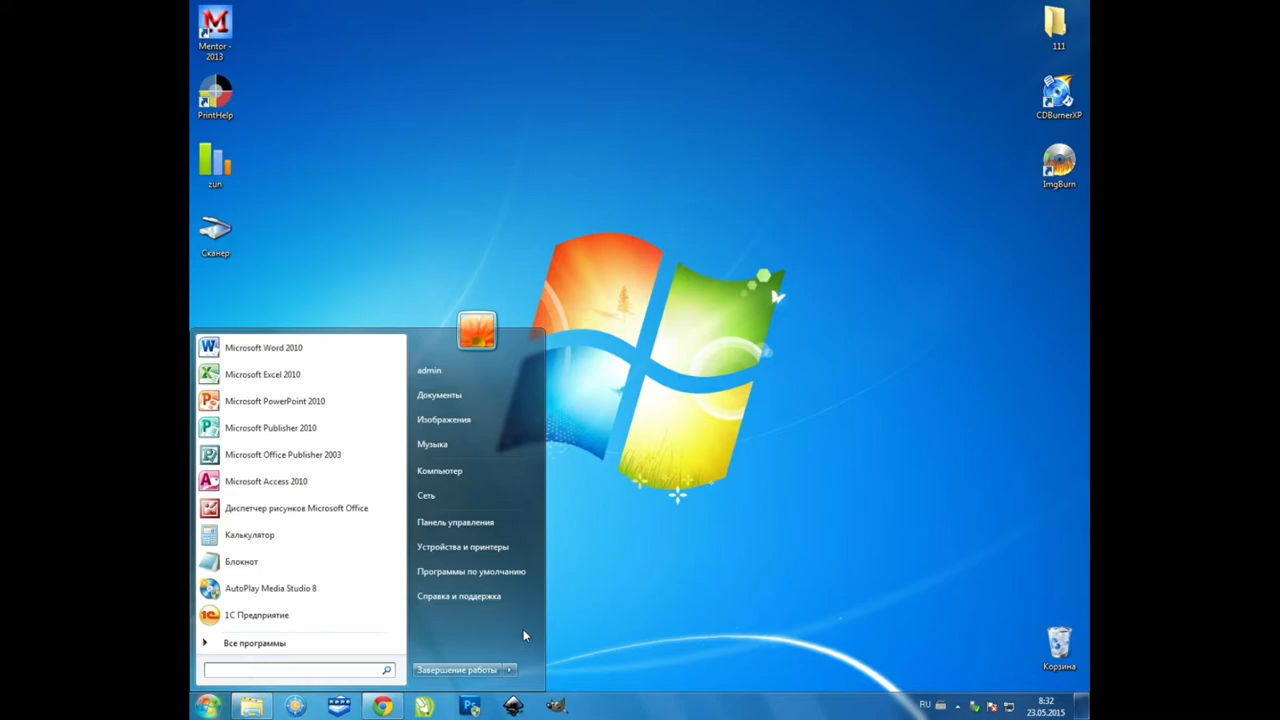 Mentor -
2013
PrintHelp
zun
Сканер
111
CDBurnerXP
ImgBurn
Microsoft Word 2010
Microsoft Excel 2010
Microsoft PowerPoint 2010
Microsoft Publisher 2010
Microsoft Office Publisher 2003
Microsoft Access 2010
Диспетчер рисунков Microsoft Office
Калькулятор
Блокнот
AutoPlay Media Studio 8
1С Предприятие
Все программы
admin
Документы
Изображения
Музыка
Компьютер
Сеть
Панель управления
Устройства и принтеры
Программы по умолчанию
Справка и поддержка
Завершение работы
Корзина
Ps
RU
8:32
23.05.2015